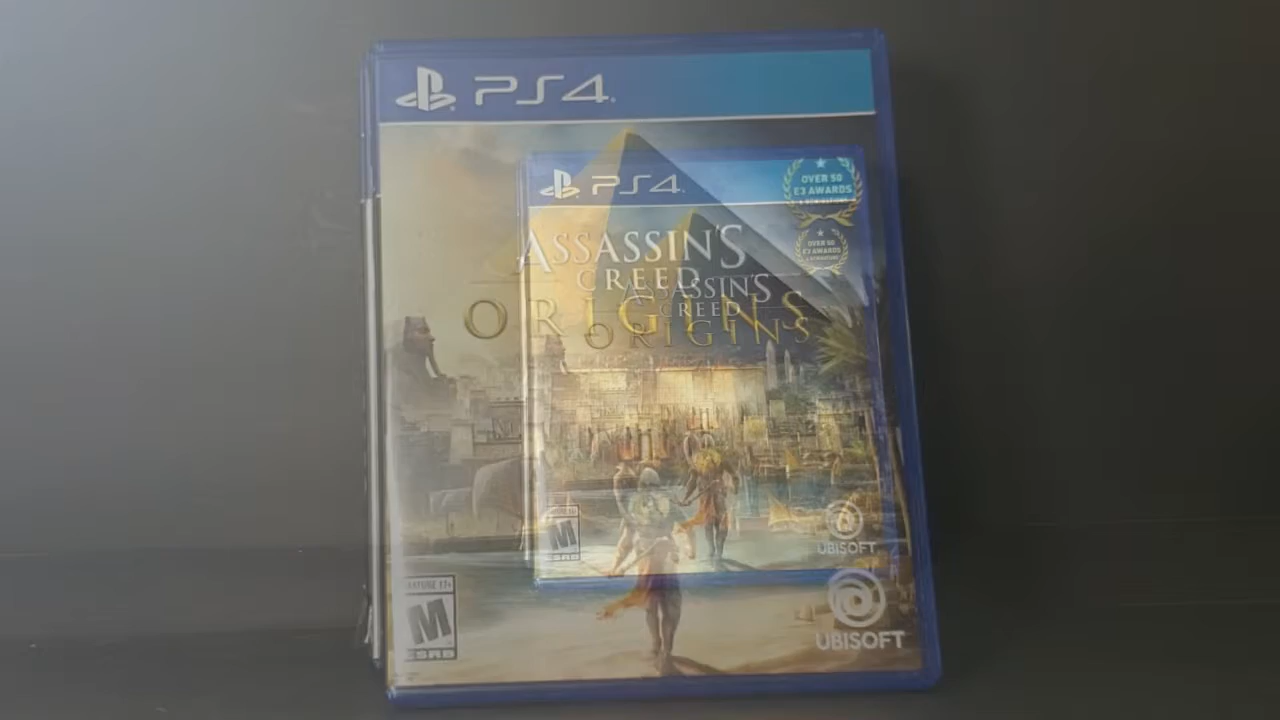 PS4
PS4
OVER 50
E3 AWARDS
OVER 50
E3 AWARDS
ASSASSIN'S
CREED
ORIGINS
ASSASSIN'S
CREED
ORIGINS
M
ESRB
UBISOFT
MATURE 17+
M
ESRB
UBISOFT